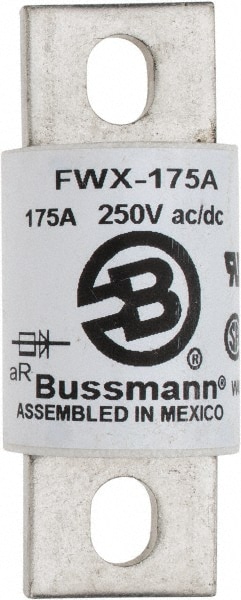 FWX-175A
175A 250V ac/dc
B
®
aR
Bussmann®
ASSEMBLED IN MEXICO